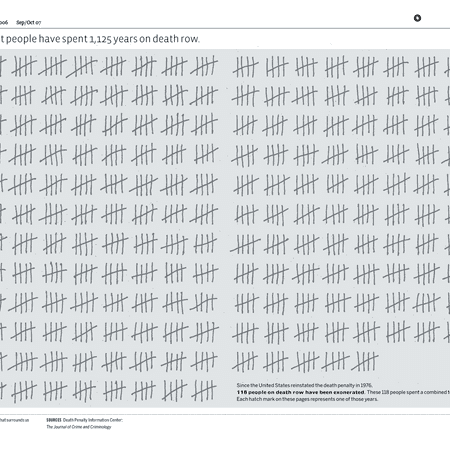 006 Sep/Oct 07
t people have spent 1,125 years on death row.
Since the United States reinstated the death penalty in 1976,
118 people on death row have been exonerated. These 118 people spent a combined t
Each hatch mark on these pages represents one of those years.
hatsurrounds.us
SOURCES Death Penalty Information Center;
The Journal of Crime and Criminology